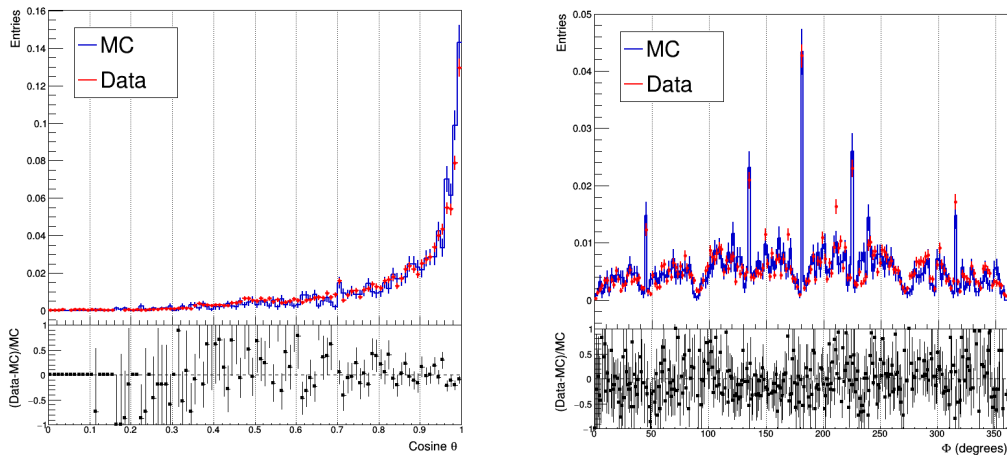 0.16
0.14
0.12
0.1
0.08
0.06
0.04
0.02
0
Entries
MC
Data
1
0.5
0
−0.5
−1
(Data-MC)/MC
0 0.1 0.2 0.3 0.4 0.5 0.6 0.7 0.8 0.9 1
Cosine θ
0.05
0.04
0.03
0.02
0.01
0
Entries
MC
Data
1
0.5
0
−0.5
−1
(Data-MC)/MC
0 50 100 150 200 250 300 350
Φ (degrees)